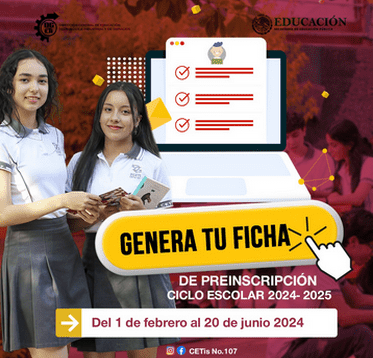 EDUCACIÓN
GENERA TU FICHA
DE PREINSCRIPCIÓN
CICLO ESCOLAR 2024- 2025
Del 1 de febrero al 20 de junio 2024
CETis No.107